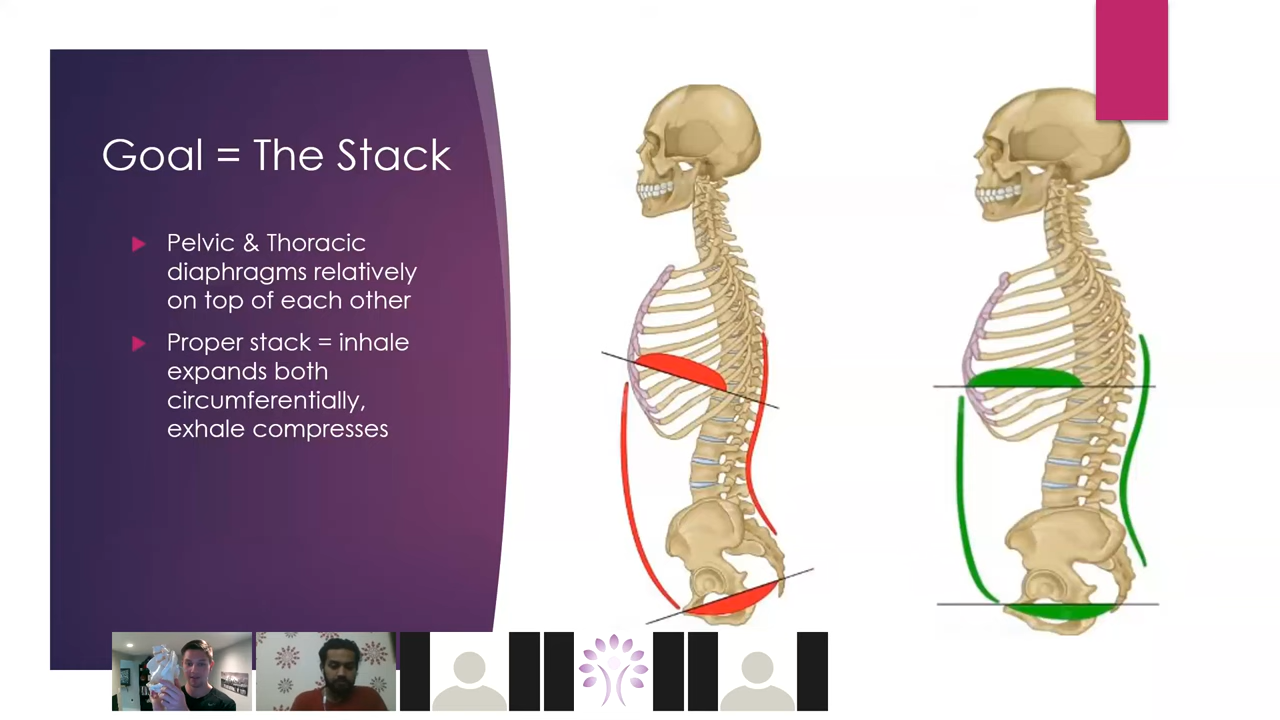 Goal = The Stack
Pelvic & Thoracic
diaphragms relatively
on top of each other
Proper stack = inhale
expands both
circumferentially,
exhale compresses